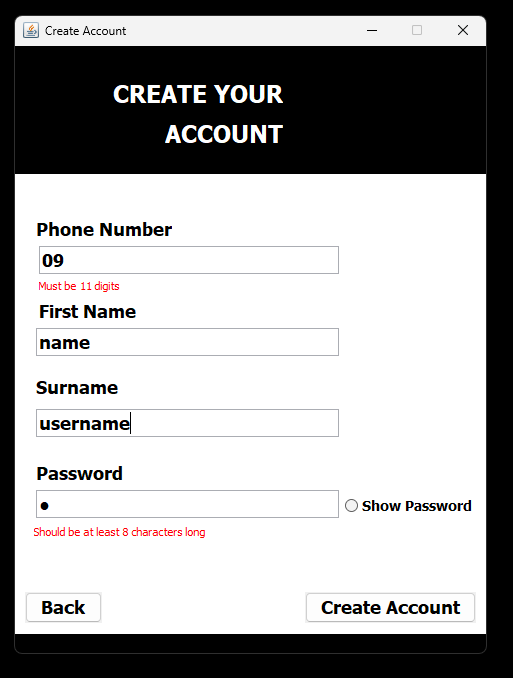 Create Account
CREATE YOUR
ACCOUNT
Phone Number
09
Must be 11 digits
First Name
name
Surname
username
Password
●
Show Password
Should be at least 8 characters long
Back
Create Account